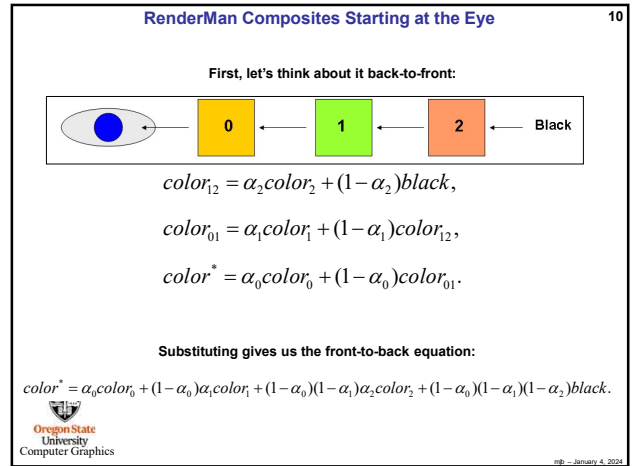 RenderMan Composites Starting at the Eye
10
First, let's think about it back-to-front:
0 1 2 Black
color₁₂ = α₂color₂ + (1−α₂)black,
color₀₁ = α₁color₁ + (1−α₁)color₁₂,
color* = α₀color₀ + (1−α₀)color₀₁.
Substituting gives us the front-to-back equation:
color* = α₀color₀ + (1−α₀)α₁color₁ + (1−α₀)(1−α₁)α₂color₂ + (1−α₀)(1−α₁)(1−α₂)black.
Oregon State
University
Computer Graphics
mjb – January 4, 2024